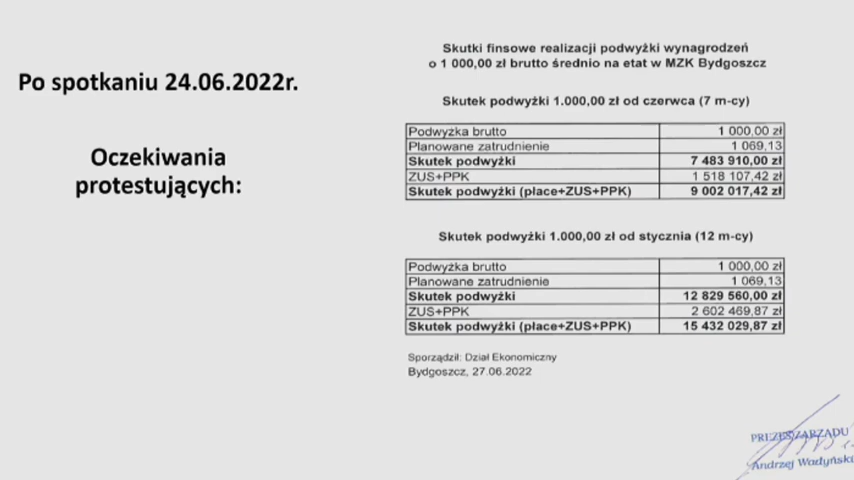 Po spotkaniu 24.06.2022r.
Oczekiwania
protestujących:
Skutki finsowe realizacji podwyżki wynagrodzeń
o 1 000,00 zł brutto średnio na etat w MZK Bydgoszcz
Skutek podwyżki 1.000,00 zł od czerwca (7 m-cy)
Podwyżka brutto 1 000,00 zł
Planowane zatrudnienie 1 069,13
Skutek podwyżki 7 483 910,00 zł
ZUS+PPK 1 518 107,42 zł
Skutek podwyżki (płace+ZUS+PPK) 9 002 017,42 zł
Skutek podwyżki 1.000,00 zł od stycznia (12 m-cy)
Podwyżka brutto 1 000,00 zł
Planowane zatrudnienie 1 069,13
Skutek podwyżki 12 829 560,00 zł
ZUS+PPK 2 602 469,87 zł
Skutek podwyżki (płace+ZUS+PPK) 15 432 029,87 zł
Sporządził: Dział Ekonomiczny
Bydgoszcz, 27.06.2022
PREZES ZARZĄDU
Andrzej Wadyński